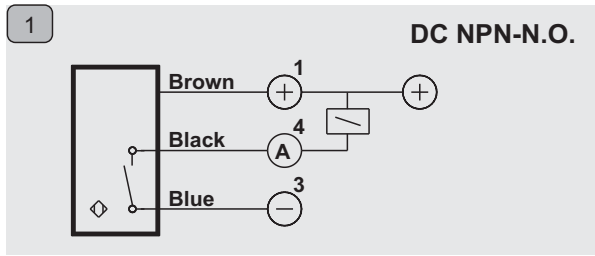 1
DC NPN-N.O.
Brown
1
+
+
Black
4
A
Blue
3
−